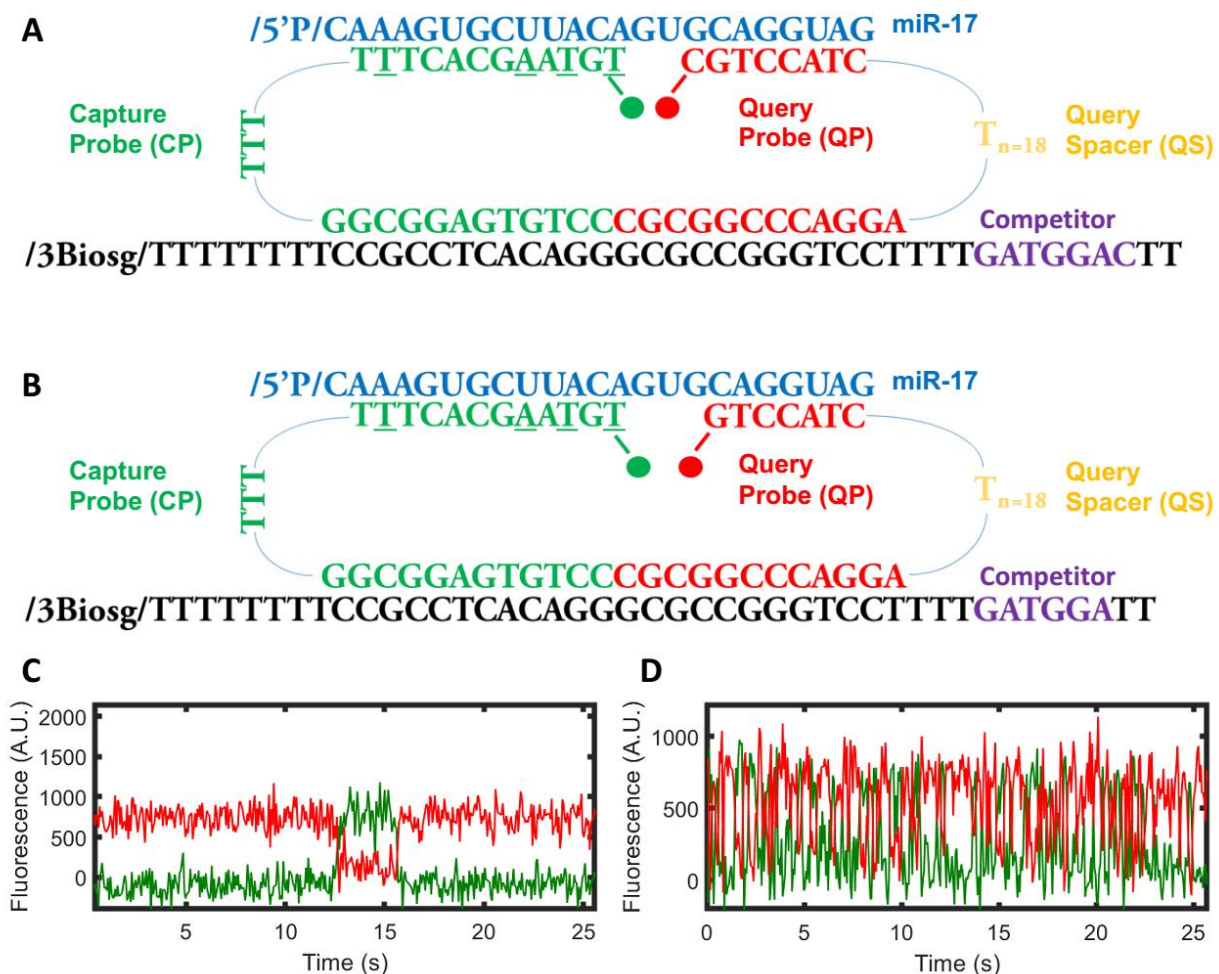 A
/5'P/CAAAGUGCUUACAGUGCAGGUAG miR-17
TTTCACGAATGT CGTCCATC
Capture
Probe (CP)
TTT
Query
Probe (QP)
Tn=18
Query
Spacer (QS)
GGCGGAGTGTCCCGCGGCCCAGGA Competitor
/3Biosg/TTTTTTTTCCGCCTCACAGGGCGCCGGGTCCTTTTGATGGACTT
B
/5'P/CAAAGUGCUUACAGUGCAGGUAG miR-17
TTTCACGAATGT GTCCATC
Capture
Probe (CP)
TTT
Query
Probe (QP)
Tn=18
Query
Spacer (QS)
GGCGGAGTGTCCCGCGGCCCAGGA Competitor
/3Biosg/TTTTTTTTCCGCCTCACAGGGCGCCGGGTCCTTTTGATGGATT
C
Fluorescence (A.U.)
2000
1500
1000
500
0
5 10 15 20 25
Time (s)
D
Fluorescence (A.U.)
1000
500
0
0 5 10 15 20 25
Time (s)